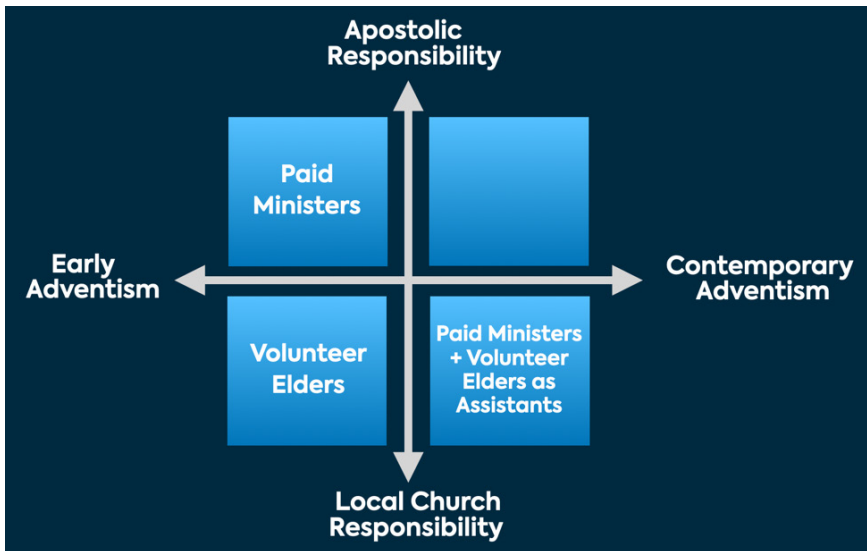 Apostolic
Responsibility
Paid
Ministers
Early
Adventism
Contemporary
Adventism
Volunteer
Elders
Paid Ministers
+ Volunteer
Elders as
Assistants
Local Church
Responsibility